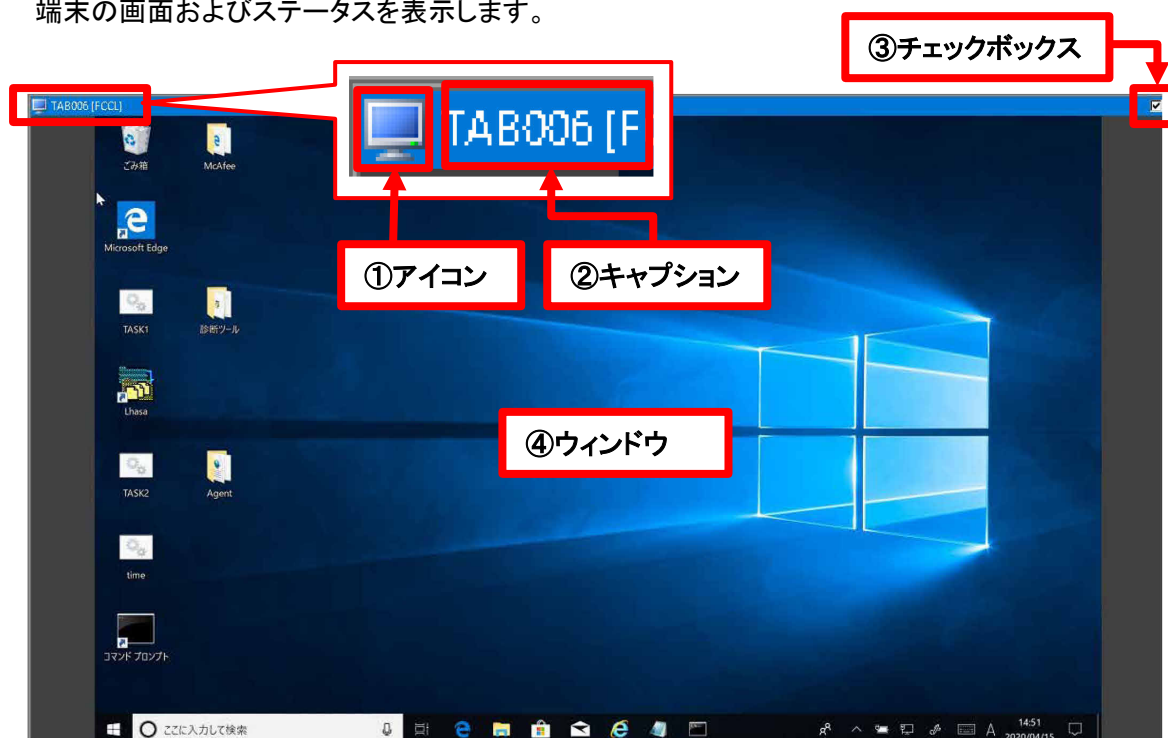 端末の画面およびステータスを表示します。
③チェックボックス
TAB006 [FCCL]
TAB006 [F
ごみ箱
McAfee
Microsoft Edge
①アイコン
②キャプション
TASK1
診断ツール
Lhasa
④ウィンドウ
TASK2
Agent
time
コマンド プロンプト
ここに入力して検索
A
14:51
2020/04/15